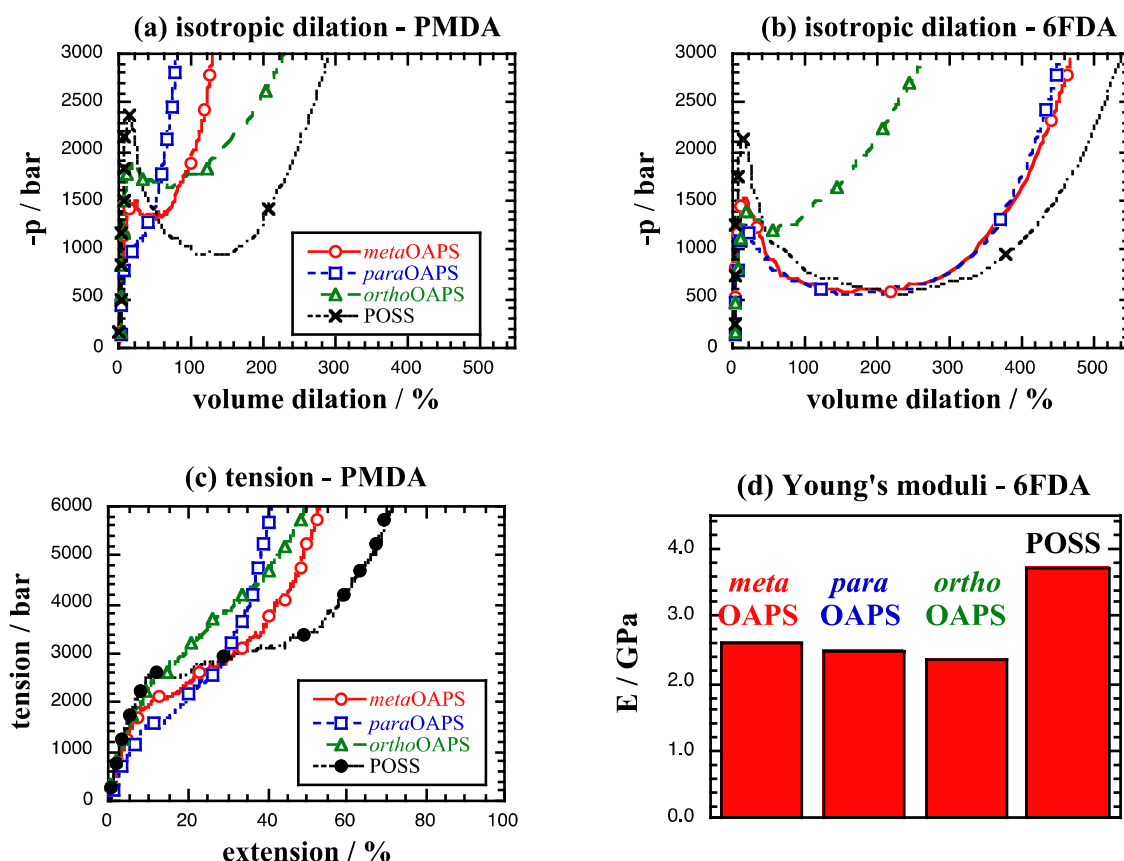 (a) isotropic dilation - PMDA
3000
2500
2000
1500
1000
500
0
-p / bar
metaOAPS
paraOAPS
orthoOAPS
POSS
0 100 200 300 400 500
volume dilation / %
(b) isotropic dilation - 6FDA
3000
2500
2000
1500
1000
500
0
-p / bar
0 100 200 300 400 500
volume dilation / %
(c) tension - PMDA
6000
5000
4000
3000
2000
1000
0
tension / bar
metaOAPS
paraOAPS
orthoOAPS
POSS
0 20 40 60 80 100
extension / %
(d) Young's moduli - 6FDA
4.0
3.0
2.0
1.0
0.0
E / GPa
meta
OAPS
para
OAPS
ortho
OAPS
POSS